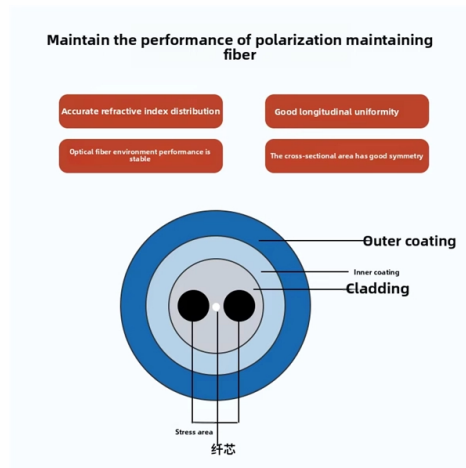 Maintain the performance of polarization maintaining
fiber
Accurate refractive index distribution
Good longitudinal uniformity
Optical fiber environment performance is
stable
The cross-sectional area has good symmetry
Outer coating
Inner coating
Cladding
Stress area
纤芯